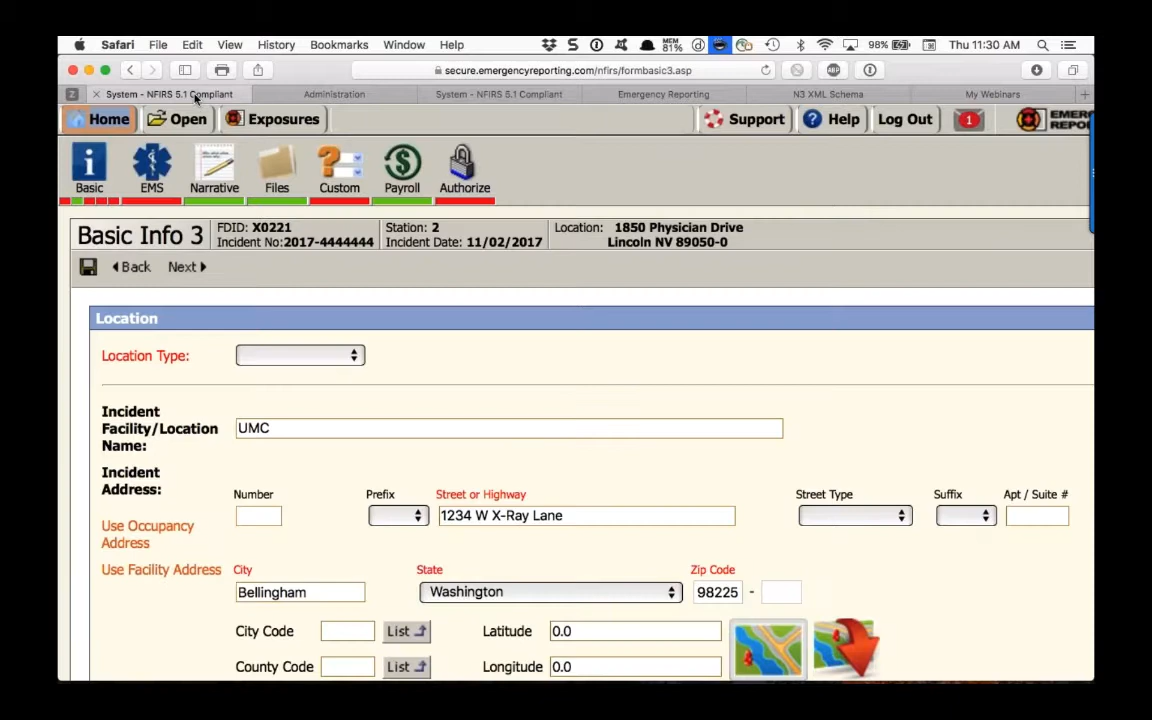 Safari File Edit View History Bookmarks Window Help MEM 81% 98% Thu 11:30 AM
secure.emergencyreporting.com/nfirs/formbasic3.asp ABP
Z System - NFIRS 5.1 Compliant Administration System - NFIRS 5.1 Compliant Emergency Reporting N3 XML Schema My Webinars
Home Open Exposures Support Help Log Out 1
Basic EMS Narrative Files Custom Payroll Authorize
Basic Info 3
FDID: X0221
Incident No:2017-4444444
Station: 2
Incident Date: 11/02/2017
Location: 1850 Physician Drive
Lincoln NV 89050-0
Back Next
Location
Location Type:
Incident
Facility/Location
Name:
UMC
Incident
Address:
Number Prefix Street or Highway Street Type Suffix Apt / Suite #
1234 W X-Ray Lane
Use Occupancy
Address
Use Facility Address
City State Zip Code
Bellingham Washington 98225 -
City Code List Latitude 0.0
County Code List Longitude 0.0